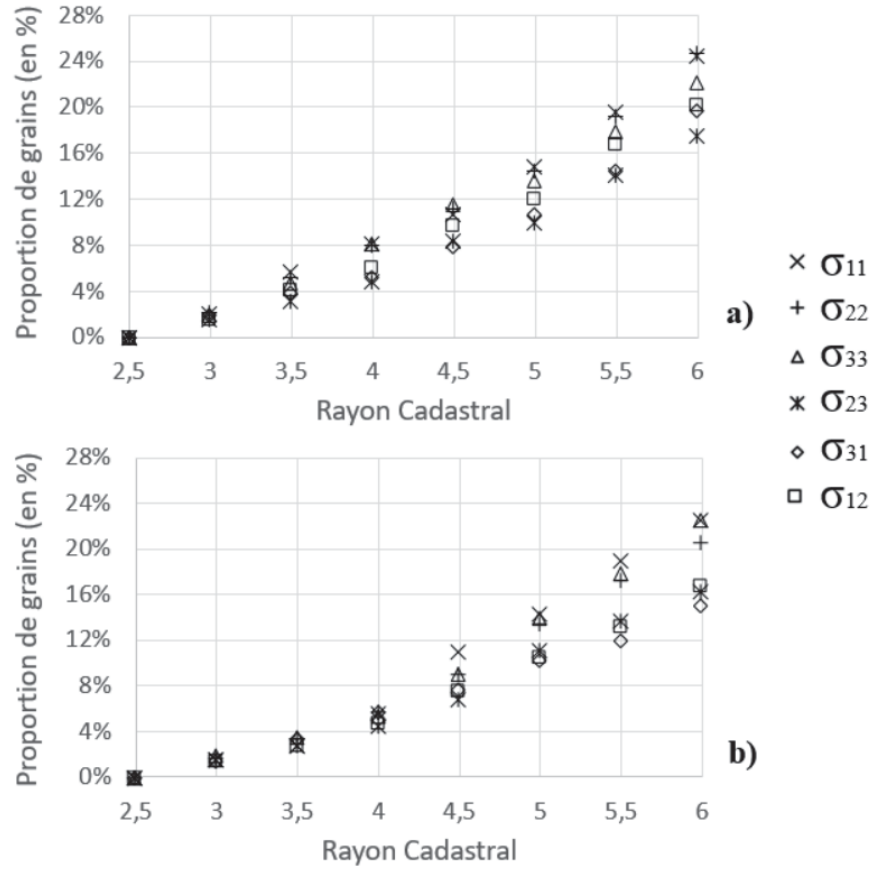 Proportion de grains (en %)
28%
24%
20%
16%
12%
8%
4%
0%
2,5 3 3,5 4 4,5 5 5,5 6
Rayon Cadastral
a)
σ11
σ22
σ33
σ23
σ31
σ12
Proportion de grains (en %)
28%
24%
20%
16%
12%
8%
4%
0%
2,5 3 3,5 4 4,5 5 5,5 6
Rayon Cadastral
b)